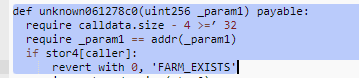 def unknown061278c0(uint256 _param1) payable:
require calldata.size - 4 >=′ 32
require _param1 == addr(_param1)
if stor4[caller]:
revert with 0, 'FARM_EXISTS'